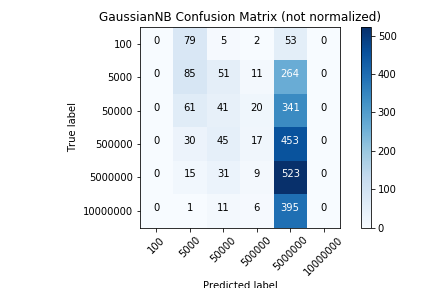 GaussianNB Confusion Matrix (not normalized)
100 0 79 5 2 53 0
5000 0 85 51 11 264 0
50000 0 61 41 20 341 0
500000 0 30 45 17 453 0
5000000 0 15 31 9 523 0
10000000 0 1 11 6 395 0
True label
100 5000 50000 500000 5000000 10000000
Predicted label
500
400
300
200
100
0